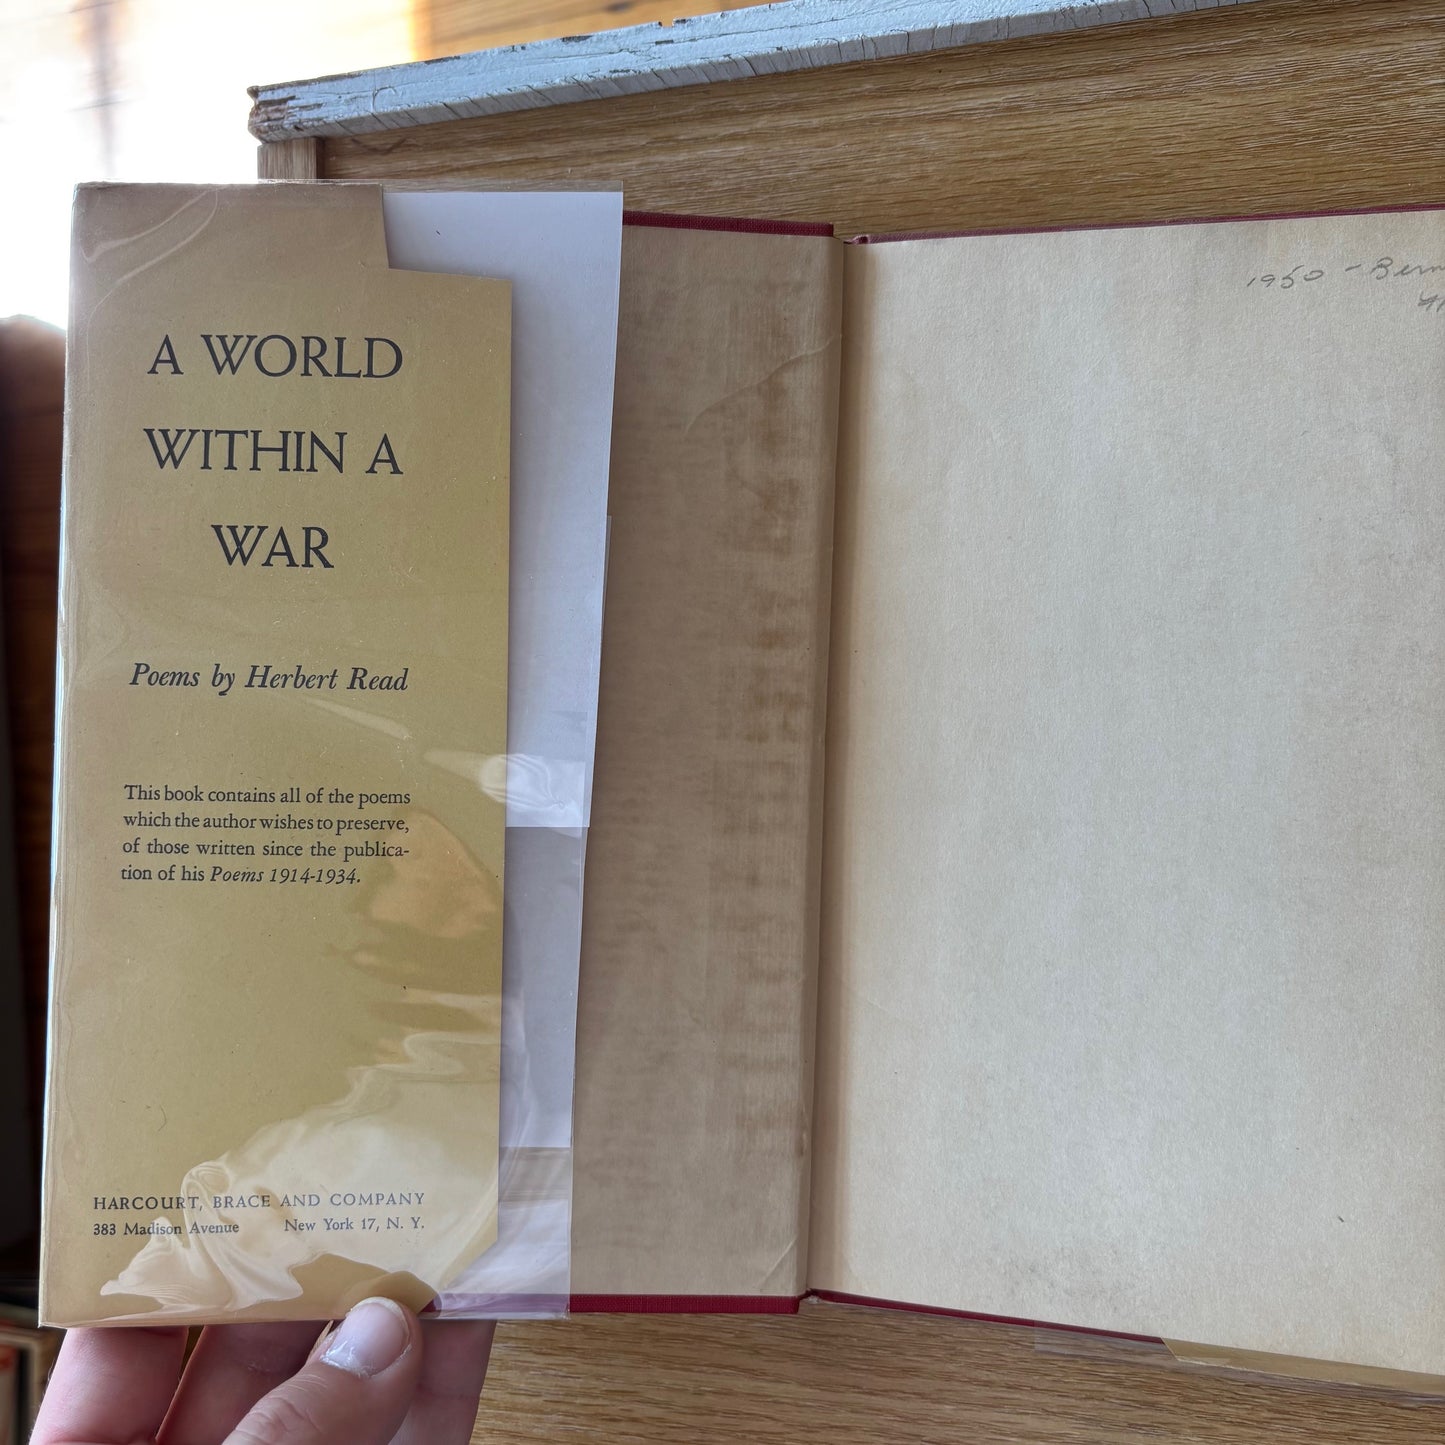 A WORLD
WITHIN A
WAR
Poems by Herbert Read
This book contains all of the poems
which the author wishes to preserve,
of those written since the publica-
tion of his Poems 1914-1934.
HARCOURT, BRACE AND COMPANY
383 Madison Avenue New York 17, N. Y.
1950 -